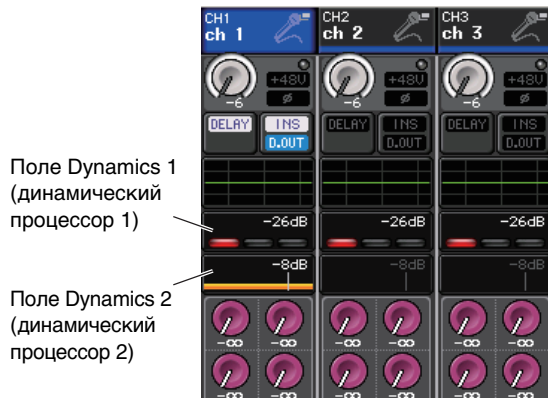 CH1 CH2 CH3
ch 1 ch 2 ch 3
+48V +48V +48V
-6 ø -6 ø -6 ø
DELAY INS DELAY INS DELAY INS
D.OUT D.OUT D.OUT
Поле Dynamics 1
(динамический
процессор 1)
-26dB -26dB -26dB
-8dB -8dB -8dB
Поле Dynamics 2
(динамический
процессор 2)
-∞ -∞ -∞ -∞ -∞ -∞
-∞ -∞ -∞ -∞ -∞ -∞